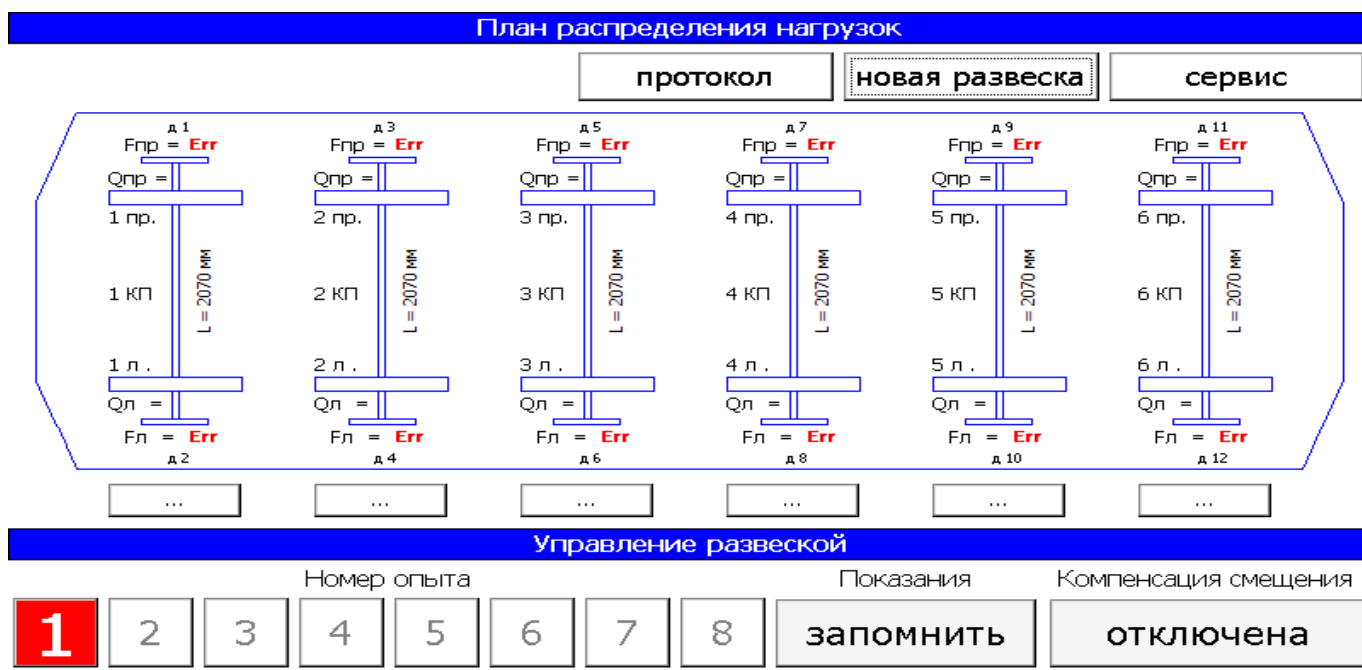 План распределения нагрузок
протокол новая развеска сервис
д 1 д 3 д 5 д 7 д 9 д 11
Fпр = Err Fпр = Err Fпр = Err Fпр = Err Fпр = Err Fпр = Err
Qпр = Qпр = Qпр = Qпр = Qпр = Qпр =
1 пр. 2 пр. 3 пр. 4 пр. 5 пр. 6 пр.
1 КП L = 2070 мм 2 КП L = 2070 мм 3 КП L = 2070 мм 4 КП L = 2070 мм 5 КП L = 2070 мм 6 КП L = 2070 мм
1 л . 2 л . 3 л . 4 л . 5 л . 6 л .
Qл = Qл = Qл = Qл = Qл = Qл =
Fл = Err Fл = Err Fл = Err Fл = Err Fл = Err Fл = Err
д 2 д 4 д 6 д 8 д 10 д 12
... ... ... ... ... ...
Управление развеской
Номер опыта Показания Компенсация смещения
1 2 3 4 5 6 7 8 запомнить отключена